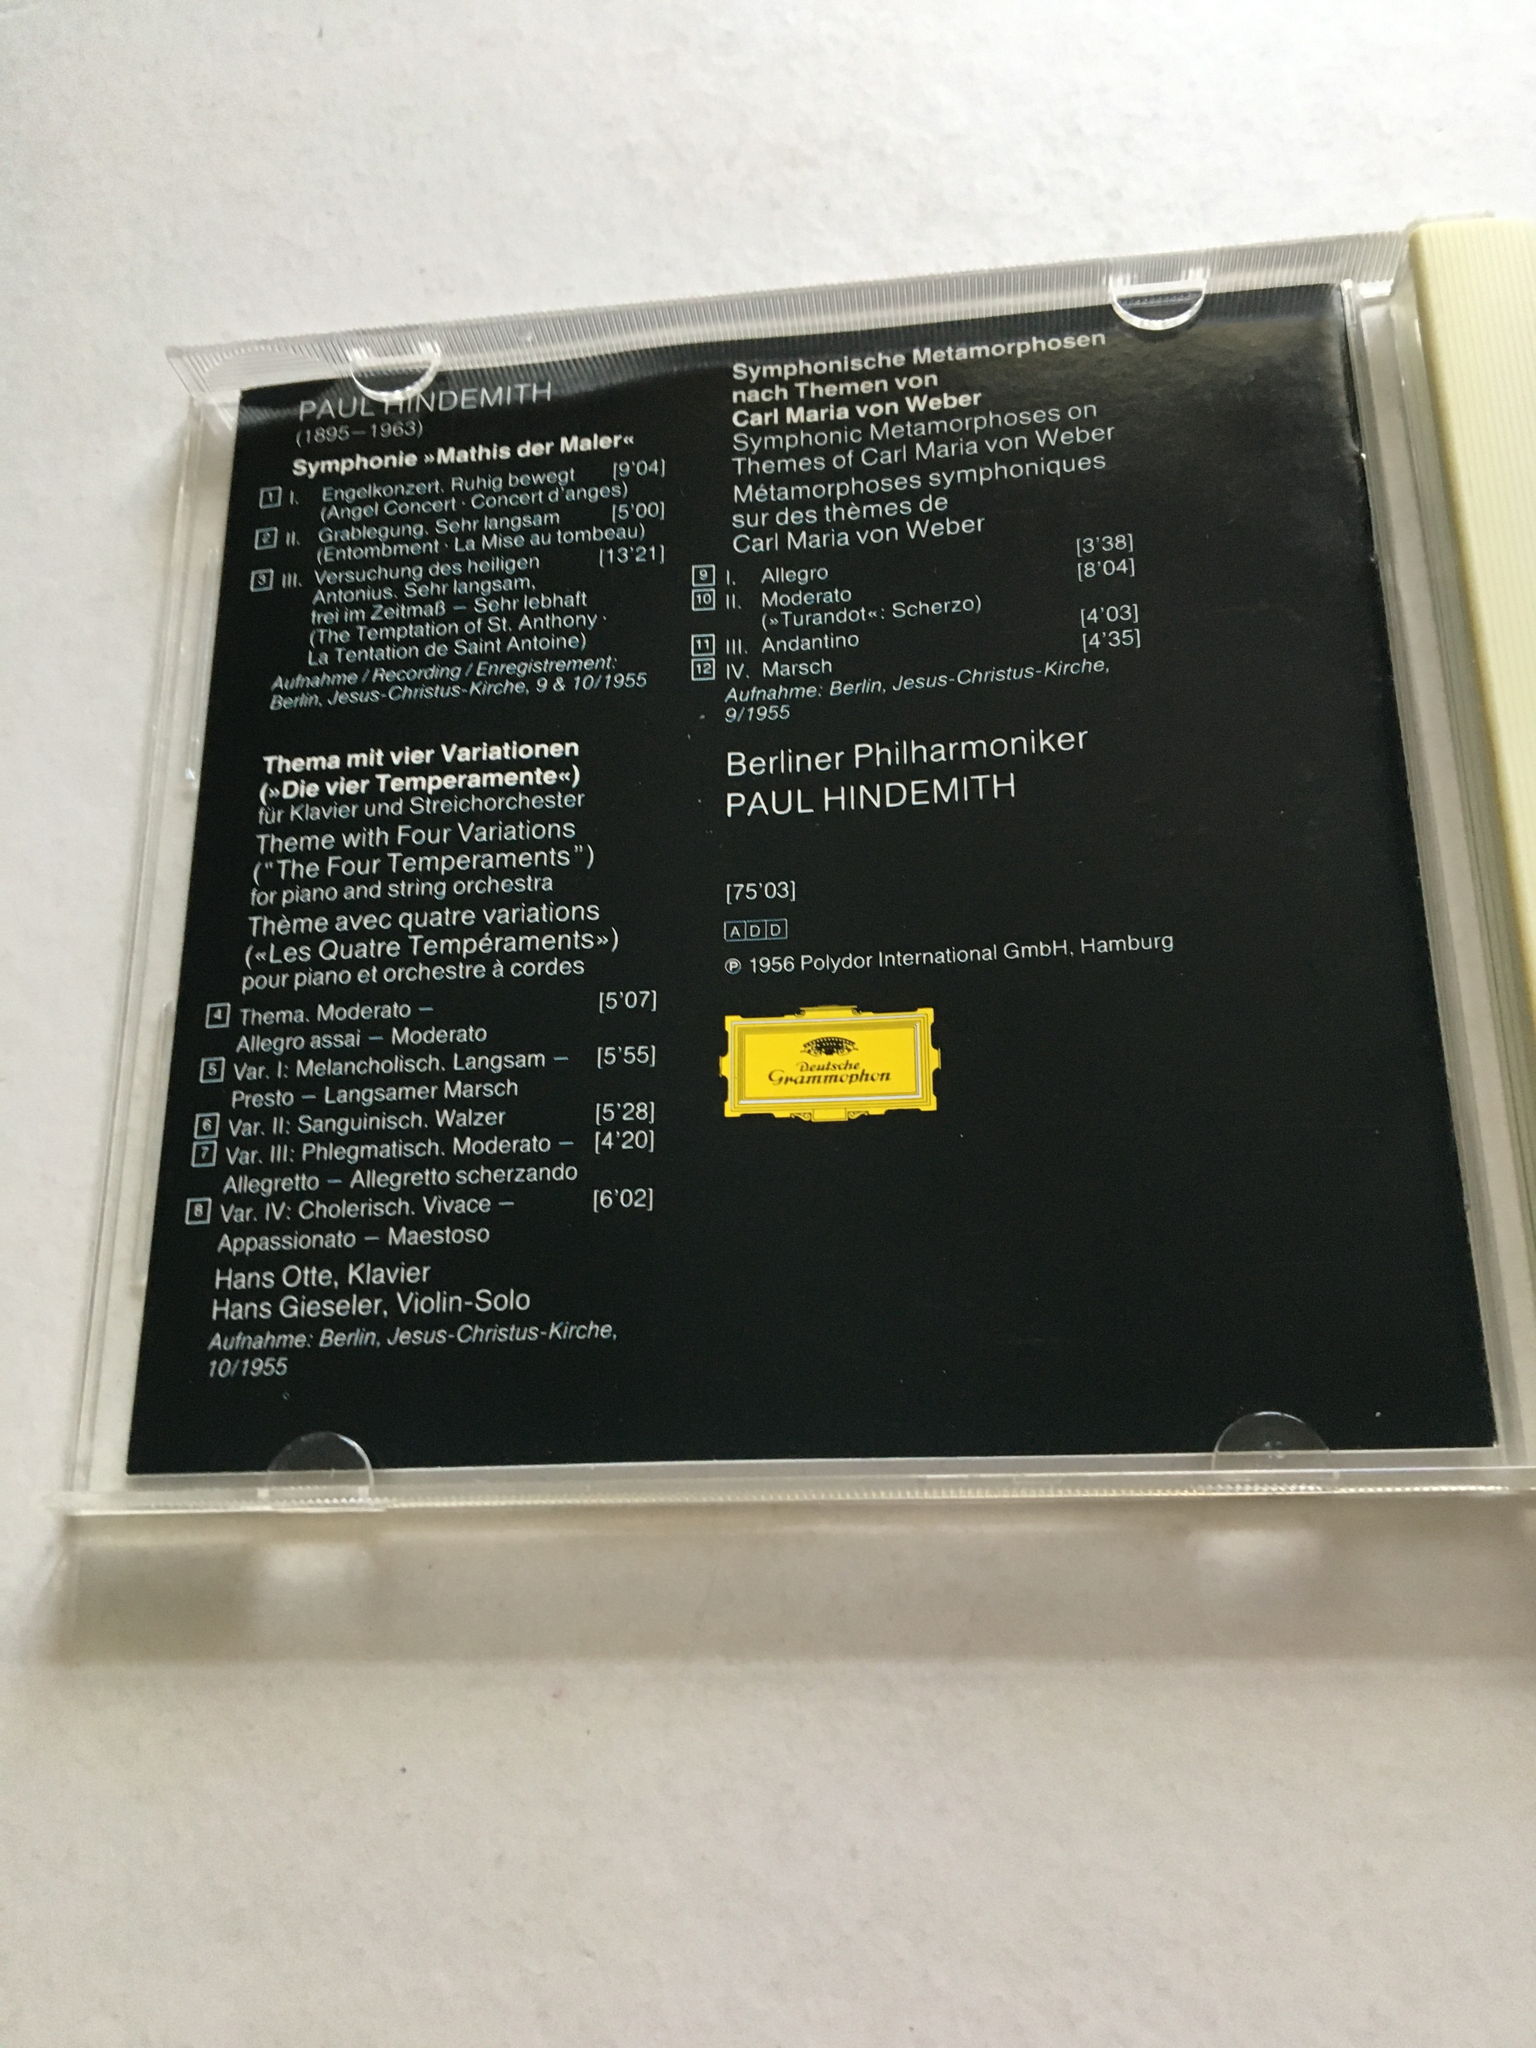 PAUL HINDEMITH
(1895–1963)
Symphonie »Mathis der Maler«
1 I. Engelkonzert. Ruhig bewegt [9'04]
(Angel Concert · Concert d'anges)
2 II. Grablegung. Sehr langsam [5'00]
(Entombment · La Mise au tombeau)
3 III. Versuchung des heiligen [13'21]
Antonius. Sehr langsam,
frei im Zeitmaß – Sehr lebhaft
(The Temptation of St. Anthony ·
La Tentation de Saint Antoine)
Aufnahme / Recording / Enregistrement:
Berlin, Jesus-Christus-Kirche, 9 & 10/1955
Thema mit vier Variationen
(»Die vier Temperamente«)
für Klavier und Streichorchester
Theme with Four Variations
("The Four Temperaments")
for piano and string orchestra
Thème avec quatre variations
(«Les Quatre Tempéraments»)
pour piano et orchestre à cordes
4 Thema. Moderato – [5'07]
Allegro assai – Moderato
5 Var. I: Melancholisch. Langsam – [5'55]
Presto – Langsamer Marsch
6 Var. II: Sanguinisch. Walzer [5'28]
7 Var. III: Phlegmatisch. Moderato – [4'20]
Allegretto – Allegretto scherzando
8 Var. IV: Cholerisch. Vivace – [6'02]
Appassionato – Maestoso
Hans Otte, Klavier
Hans Gieseler, Violin-Solo
Aufnahme: Berlin, Jesus-Christus-Kirche,
10/1955
Symphonische Metamorphosen
nach Themen von
Carl Maria von Weber
Symphonic Metamorphoses on
Themes of Carl Maria von Weber
Métamorphoses symphoniques
sur des thèmes de
Carl Maria von Weber
9 I. Allegro [3'38]
10 II. Moderato [8'04]
(»Turandot«: Scherzo)
11 III. Andantino [4'03]
12 IV. Marsch [4'35]
Aufnahme: Berlin, Jesus-Christus-Kirche,
9/1955
Berliner Philharmoniker
PAUL HINDEMITH
[75'03]
ADD
℗ 1956 Polydor International GmbH, Hamburg
Deutsche
Grammophon